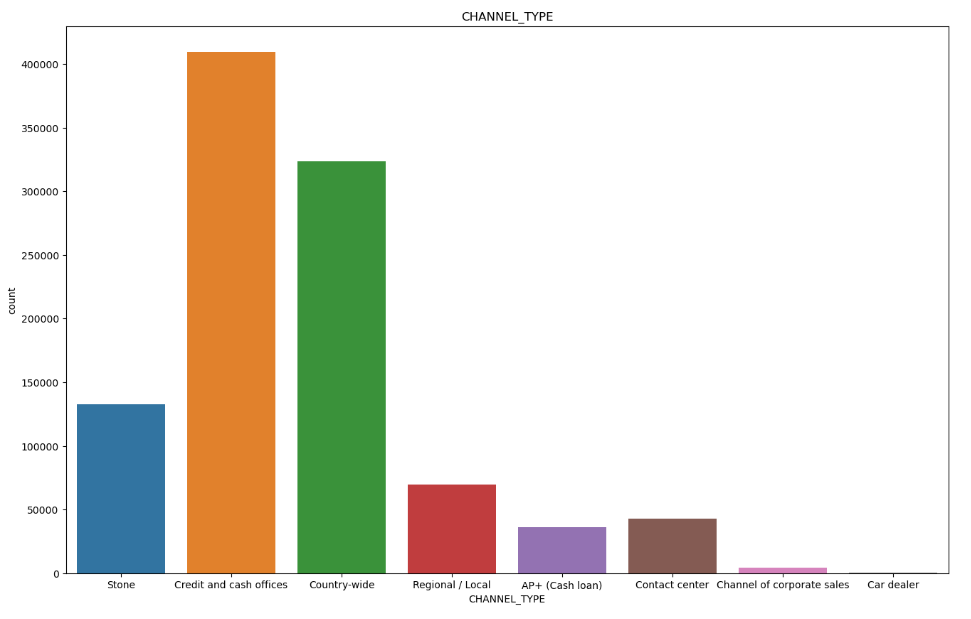 CHANNEL_TYPE
400000
350000
300000
250000
200000
150000
100000
50000
0
count
Stone Credit and cash offices Country-wide Regional / Local AP+ (Cash loan) Contact center Channel of corporate sales Car dealer
CHANNEL_TYPE